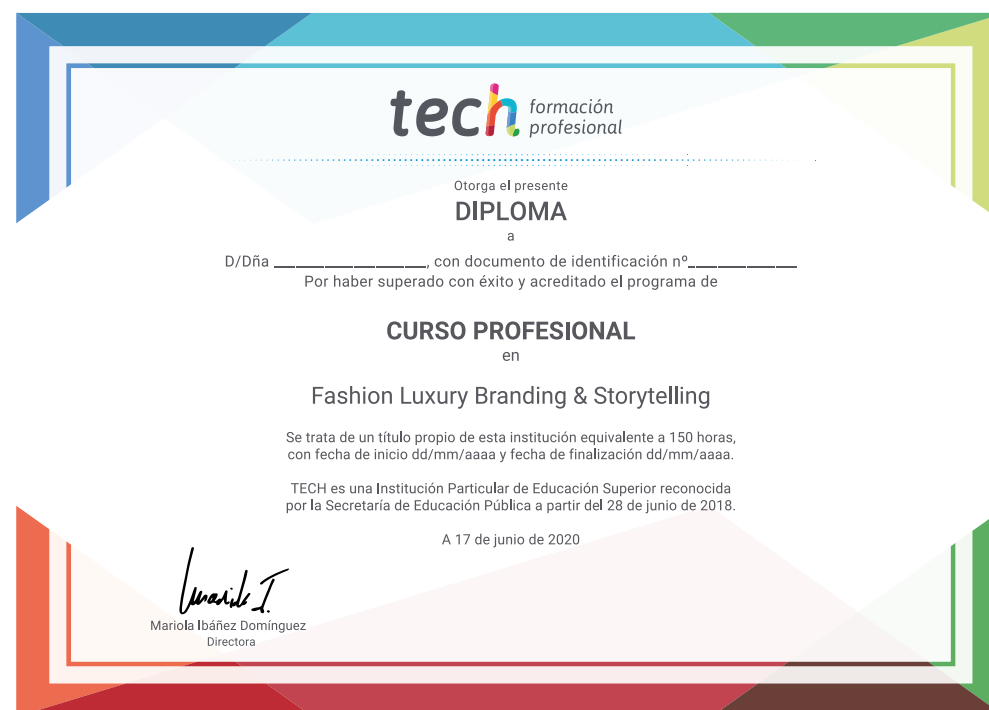 tech formación
profesional
Otorga el presente
DIPLOMA
a
D/Dña ______________, con documento de identificación nº__________
Por haber superado con éxito y acreditado el programa de
CURSO PROFESIONAL
en
Fashion Luxury Branding & Storytelling
Se trata de un título propio de esta institución equivalente a 150 horas,
con fecha de inicio dd/mm/aaaa y fecha de finalización dd/mm/aaaa.
TECH es una Institución Particular de Educación Superior reconocida
por la Secretaría de Educación Pública a partir del 28 de junio de 2018.
A 17 de junio de 2020
Mariola Ibáñez Domínguez
Directora